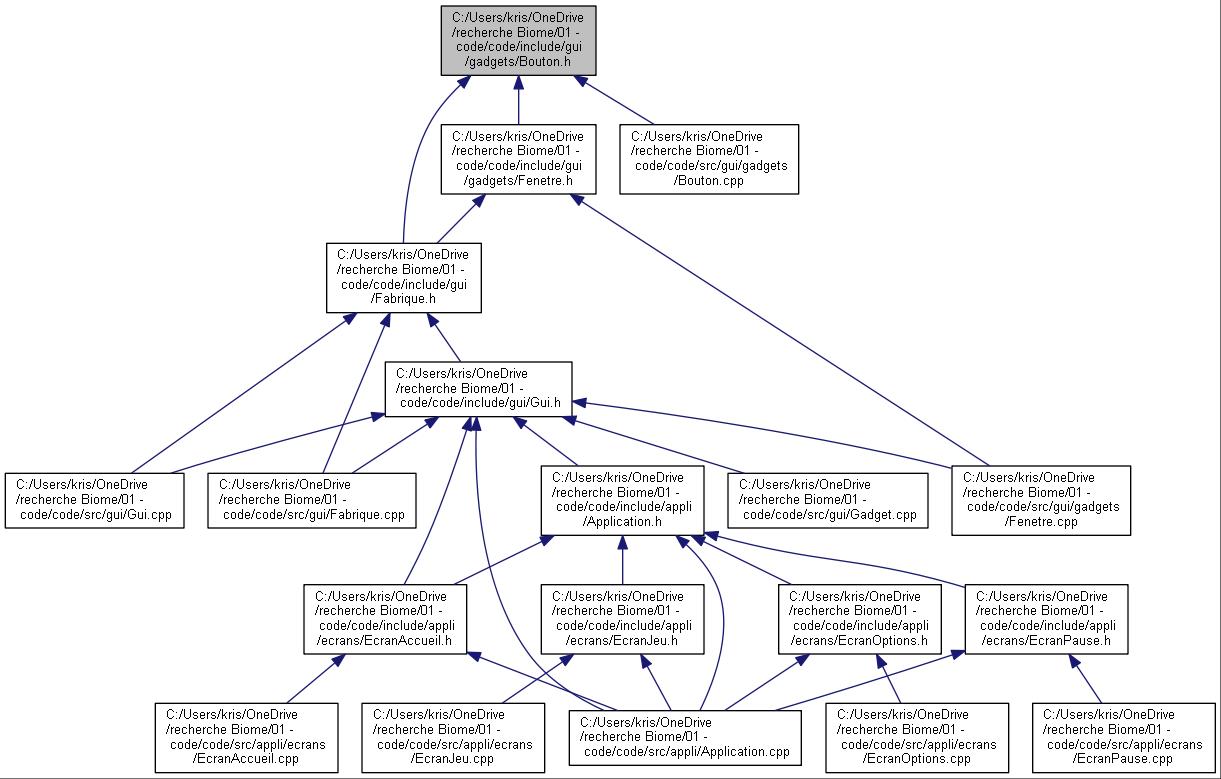 C:/Users/kris/OneDrive
/recherche Biome/01 -
code/code/include/gui
/gadgets/Bouton.h
C:/Users/kris/OneDrive
/recherche Biome/01 -
code/code/include/gui
/gadgets/Fenetre.h
C:/Users/kris/OneDrive
/recherche Biome/01 -
code/code/src/gui/gadgets
/Bouton.cpp
C:/Users/kris/OneDrive
/recherche Biome/01 -
code/code/include/gui
/Fabrique.h
C:/Users/kris/OneDrive
/recherche Biome/01 -
code/code/include/gui/Gui.h
C:/Users/kris/OneDrive
/recherche Biome/01 -
code/code/src/gui/Gui.cpp
C:/Users/kris/OneDrive
/recherche Biome/01 -
code/code/src/gui/Fabrique.cpp
C:/Users/kris/OneDrive
/recherche Biome/01 -
code/code/include/appli
/Application.h
C:/Users/kris/OneDrive
/recherche Biome/01 -
code/code/src/gui/Gadget.cpp
C:/Users/kris/OneDrive
/recherche Biome/01 -
code/code/src/gui/gadgets
/Fenetre.cpp
C:/Users/kris/OneDrive
/recherche Biome/01 -
code/code/include/appli
/ecrans/EcranAccueil.h
C:/Users/kris/OneDrive
/recherche Biome/01 -
code/code/include/appli
/ecrans/EcranJeu.h
C:/Users/kris/OneDrive
/recherche Biome/01 -
code/code/include/appli
/ecrans/EcranOptions.h
C:/Users/kris/OneDrive
/recherche Biome/01 -
code/code/include/appli
/ecrans/EcranPause.h
C:/Users/kris/OneDrive
/recherche Biome/01 -
code/code/src/appli/ecrans
/EcranAccueil.cpp
C:/Users/kris/OneDrive
/recherche Biome/01 -
code/code/src/appli/ecrans
/EcranJeu.cpp
C:/Users/kris/OneDrive
/recherche Biome/01 -
code/code/src/appli/Application.cpp
C:/Users/kris/OneDrive
/recherche Biome/01 -
code/code/src/appli/ecrans
/EcranOptions.cpp
C:/Users/kris/OneDrive
/recherche Biome/01 -
code/code/src/appli/ecrans
/EcranPause.cpp